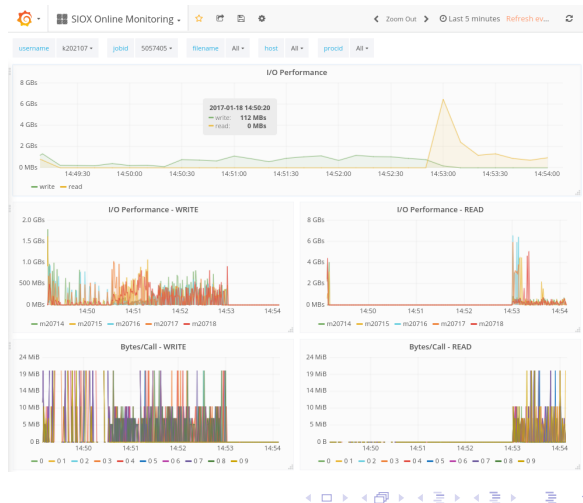 SIOX Online Monitoring Zoom Out Last 5 minutes Refresh ev...
username k202107 jobid 5057405 filename All host All procid All
I/O Performance
8 GBs
6 GBs
4 GBs
2 GBs
0 MBs
2017-01-18 14:50:20
write: 112 MBs
read: 0 MBs
14:49:30 14:50:00 14:50:30 14:51:00 14:51:30 14:52:00 14:52:30 14:53:00 14:53:30 14:54:00
write read
I/O Performance - WRITE
2.0 GBs
1.5 GBs
1.0 GBs
500 MBs
0 MBs
14:50 14:51 14:52 14:53 14:54
m20714 m20715 m20716 m20717 m20718
I/O Performance - READ
8 GBs
6 GBs
4 GBs
2 GBs
0 MBs
14:50 14:51 14:52 14:53 14:54
m20714 m20715 m20716 m20717 m20718
Bytes/Call - WRITE
24 MiB
19 MiB
14 MiB
10 MiB
5 MiB
0 B
14:50 14:51 14:52 14:53 14:54
0 0 1 0 2 0 3 0 4 0 5 0 6 0 7 0 8 0 9
Bytes/Call - READ
24 MiB
19 MiB
14 MiB
10 MiB
5 MiB
0 B
14:50 14:51 14:52 14:53 14:54
0 0 1 0 2 0 3 0 4 0 5 0 6 0 7 0 8 0 9